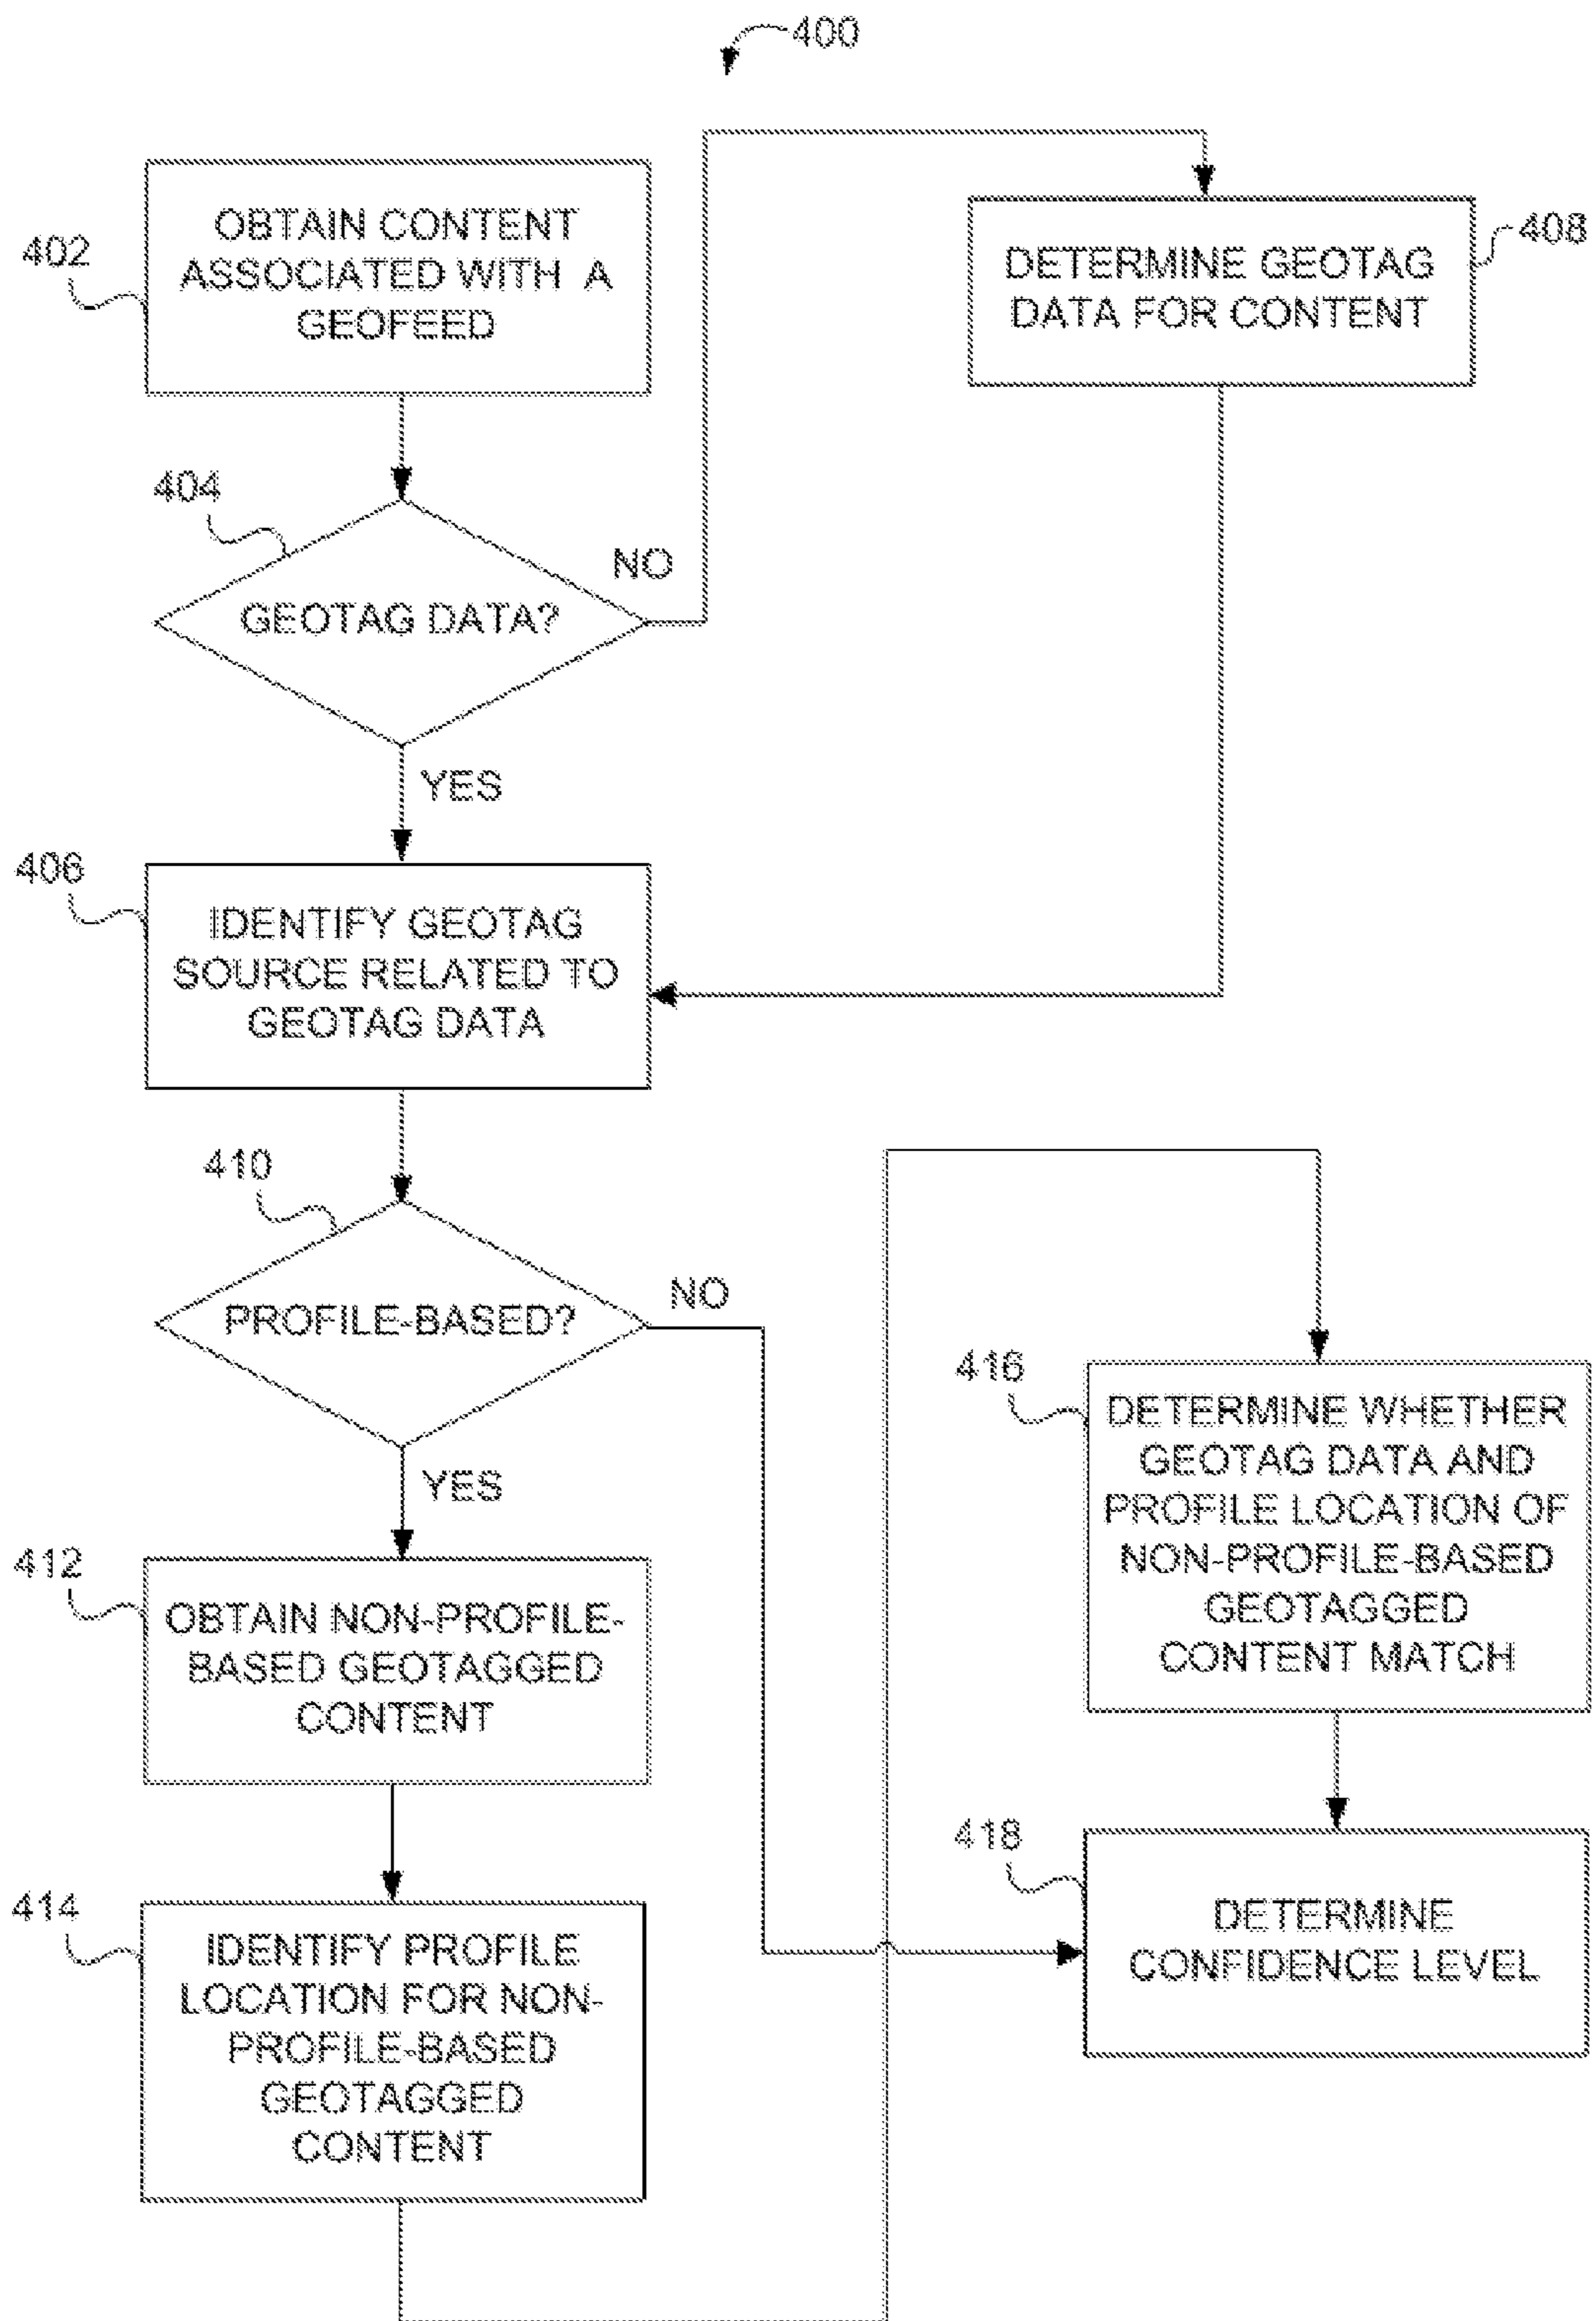 400
402
OBTAIN CONTENT
ASSOCIATED WITH A
GEOFEED
408
DETERMINE GEOTAG
DATA FOR CONTENT
404
GEOTAG DATA?
NO
YES
406
IDENTIFY GEOTAG
SOURCE RELATED TO
GEOTAG DATA
410
PROFILE-BASED?
NO
YES
412
OBTAIN NON-PROFILE-
BASED GEOTAGGED
CONTENT
414
IDENTIFY PROFILE
LOCATION FOR NON-
PROFILE-BASED
GEOTAGGED
CONTENT
416
DETERMINE WHETHER
GEOTAG DATA AND
PROFILE LOCATION OF
NON-PROFILE-BASED
GEOTAGGED
CONTENT MATCH
418
DETERMINE
CONFIDENCE LEVEL